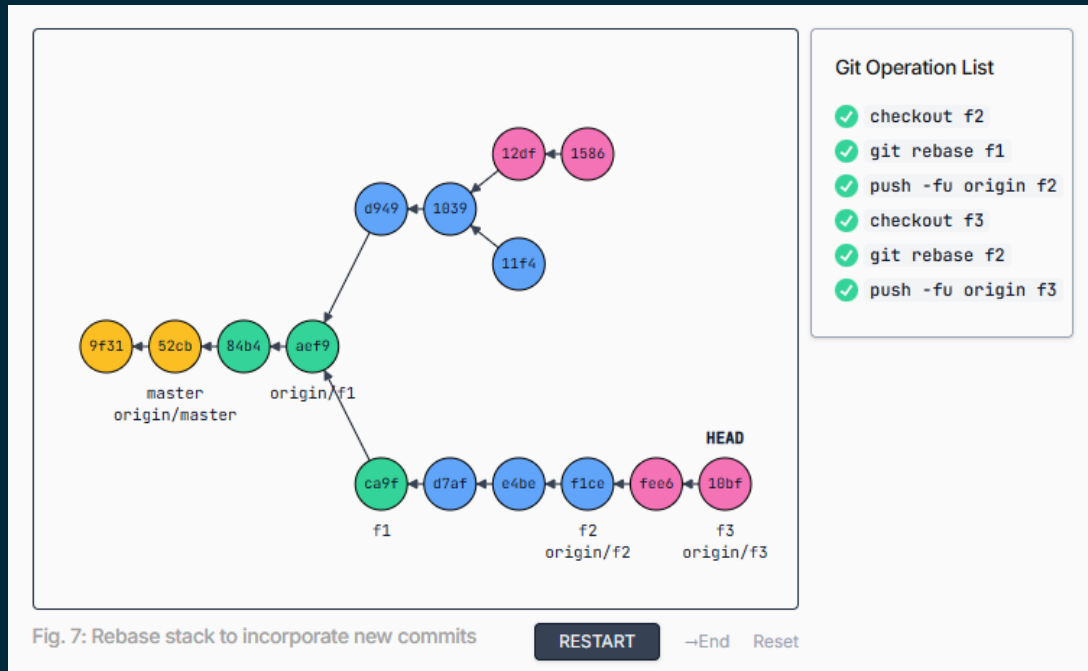 Git Operation List
checkout f2
git rebase f1
push -fu origin f2
checkout f3
git rebase f2
push -fu origin f3
12df
1586
d949
1039
11f4
9f31
52cb
84b4
aef9
master
origin/master
origin/f1
HEAD
ca9f
d7af
e4be
f1ce
fee6
10bf
f1
f2
origin/f2
f3
origin/f3
Fig. 7: Rebase stack to incorporate new commits
RESTART
→End
Reset